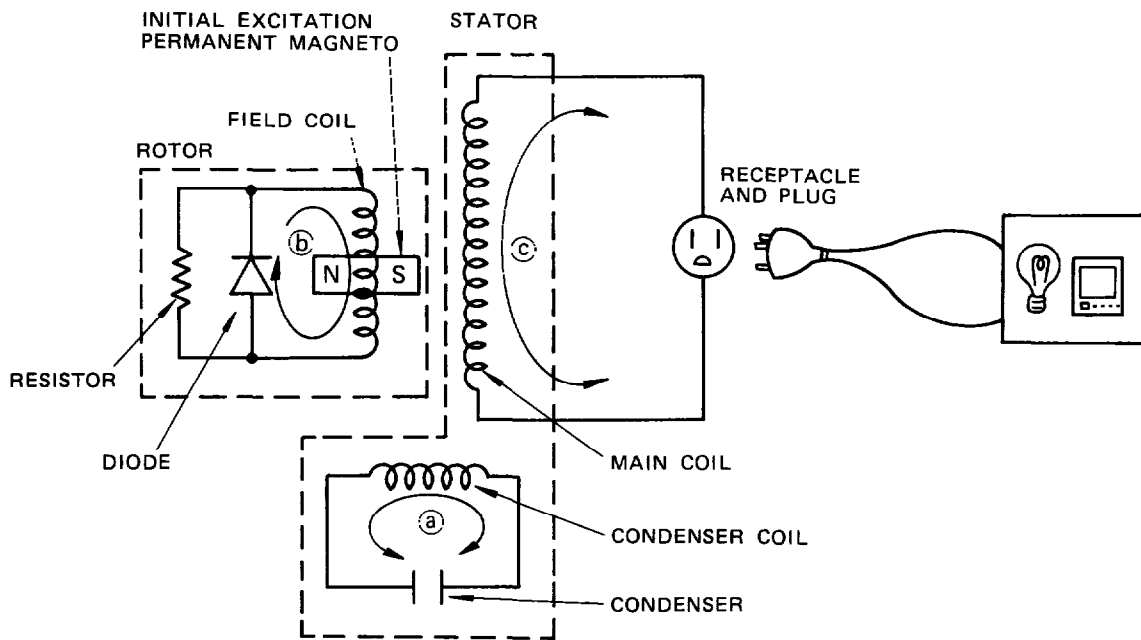 INITIAL EXCITATION
PERMANENT MAGNETO
STATOR
FIELD COIL
ROTOR
RECEPTACLE
AND PLUG
b
N S
c
RESISTOR
DIODE
MAIN COIL
a
CONDENSER COIL
CONDENSER